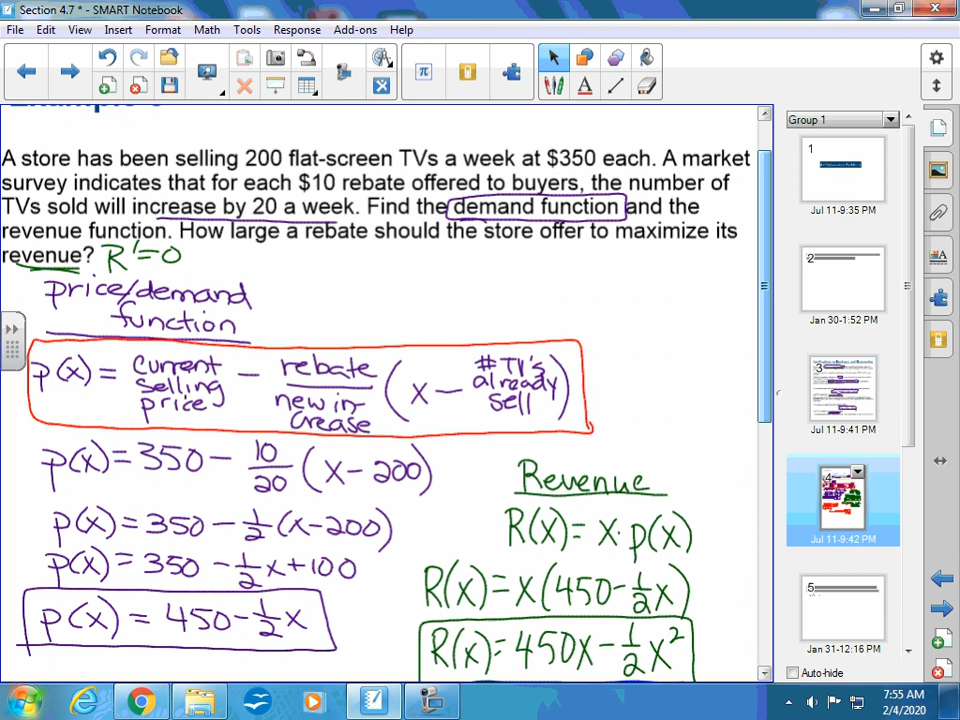 Section 4.7 * - SMART Notebook
File Edit View Insert Format Math Tools Response Add-ons Help
A store has been selling 200 flat-screen TVs a week at $350 each. A market
survey indicates that for each $10 rebate offered to buyers, the number of
TVs sold will increase by 20 a week. Find the demand function and the
revenue function. How large a rebate should the store offer to maximize its
revenue? R'=0
price/demand
function
p(x) = current selling price - rebate / new increase (x - # TV's already sell)
p(x) = 350 - 10/20 (x - 200)
p(x) = 350 - 1/2 (x-200)
p(x) = 350 - 1/2 x + 100
p(x) = 450 - 1/2 x
Revenue
R(x) = x · p(x)
R(x) = x(450 - 1/2 x)
R(x) = 450x - 1/2 x²
Group 1
1
Jul 11-9:35 PM
2
Jan 30-1:52 PM
3
Jul 11-9:41 PM
4
Jul 11-9:42 PM
5
Jan 31-12:16 PM
Auto-hide
7:55 AM
2/4/2020